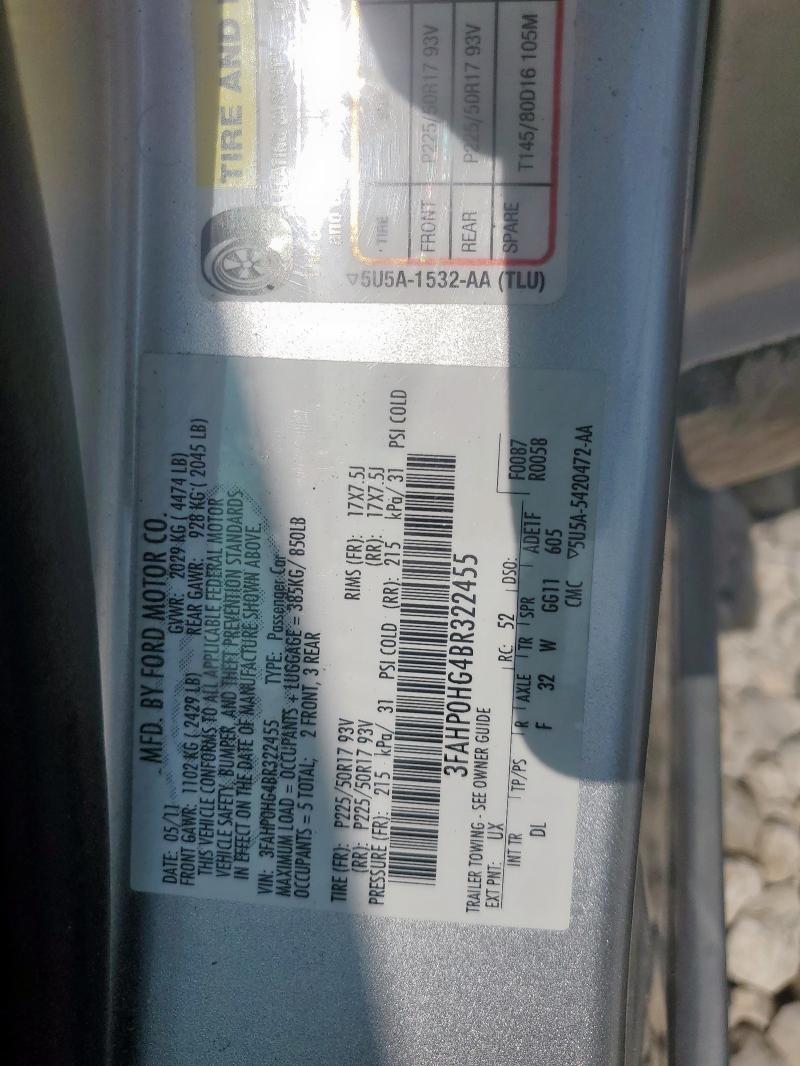 MFD. BY FORD MOTOR CO.
DATE: 05/11 GVWR: 2029 KG ( 4474 LB)
FRONT GAWR: 1102 KG ( 2429 LB) REAR GAWR: 928 KG ( 2045 LB)
THIS VEHICLE CONFORMS TO ALL APPLICABLE FEDERAL MOTOR
VEHICLE SAFETY, BUMPER, AND THEFT PREVENTION STANDARDS
IN EFFECT ON THE DATE OF MANUFACTURE SHOWN ABOVE.
VIN: 3FAHP0HG4BR322455 TYPE: Passenger Car
MAXIMUM LOAD = OCCUPANTS + LUGGAGE = 385KG/ 850LB
OCCUPANTS = 5 TOTAL; 2 FRONT, 3 REAR
TIRE (FR): P225/50R17 93V RIMS (FR): 17X7.5J
(RR): P225/50R17 93V (RR): 17X7.5J
PRESSURE (FR): 215 kPa/ 31 PSI COLD (RR): 215 kPa/ 31 PSI COLD
3FAHP0HG4BR322455
TRAILER TOWING - SEE OWNER GUIDE
EXT PNT: UX RC: 52 DSO: F0087
INT TR TP/PS R AXLE TR SPR ADETF R0058
DL F 32 W GG11 605
CMC ▽5U5A-5420472-AA
TIRE AND
TIRE
FRONT P225/50R17 93V
REAR P225/50R17 93V
SPARE T145/80D16 105M
▽5U5A-1532-AA (TLU)